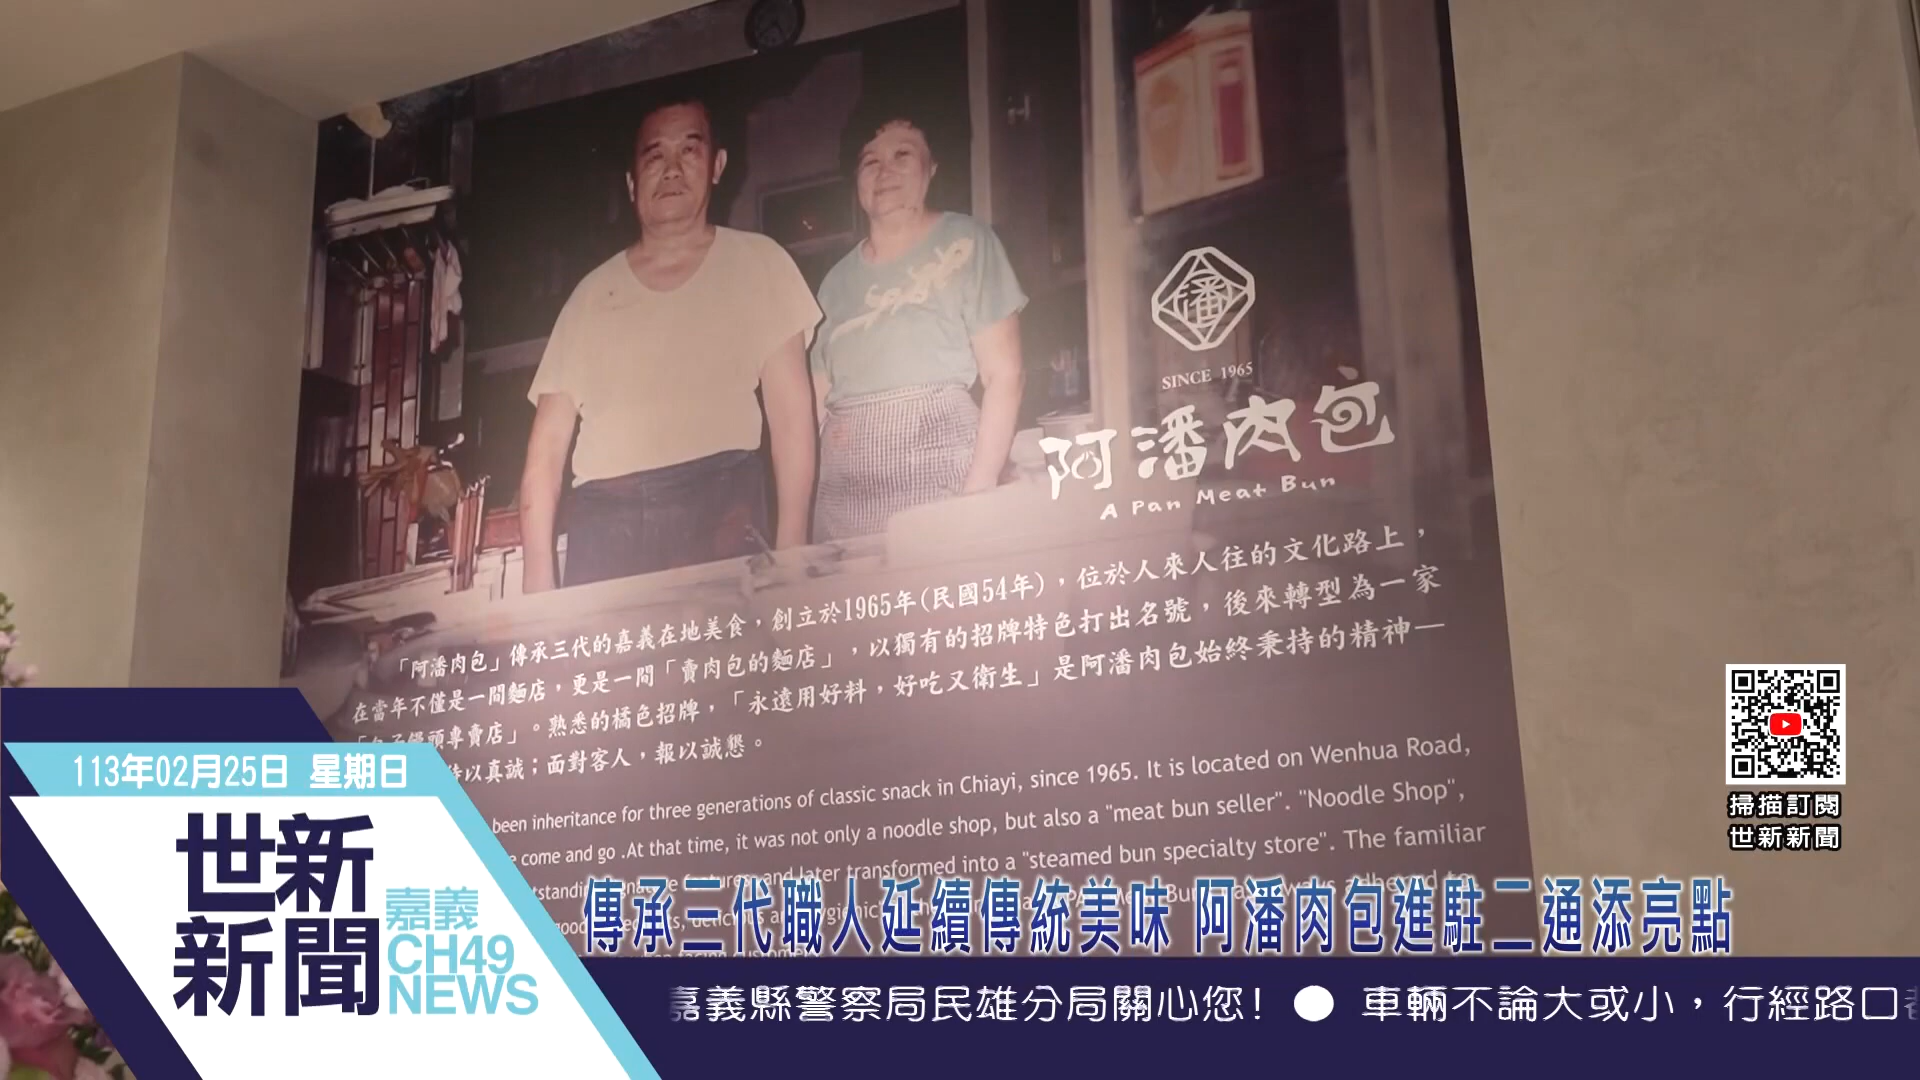 潘
SINCE 1965
阿潘肉包
A Pan Meat Bun
「阿潘肉包」傳承三代的嘉義在地美食，創立於1965年(民國54年)，位於人來人往的文化路上，
在當年不僅是一間麵店，更是一間「賣肉包的麵店」，以獨有的招牌特色打出名號，後來轉型為一家
饅頭專賣店」。熟悉的橘色招牌，「永遠用好料，好吃又衛生」是阿潘肉包始終秉持的精神—
以真誠；面對客人，報以誠懇。
been inheritance for three generations of classic snack in Chiayi, since 1965. It is located on Wenhua Road,
come and go .At that time, it was not only a noodle shop, but also a "meat bun seller". "Noodle Shop",
later transformed into a "steamed bun specialty store". The familiar
掃描訂閱
世新新聞
113年02月25日 星期日
世新
新聞
嘉義
CH49
NEWS
傳承三代職人延續傳統美味 阿潘肉包進駐二通添亮點
嘉義縣警察局民雄分局關心您! ● 車輛不論大或小，行經路口